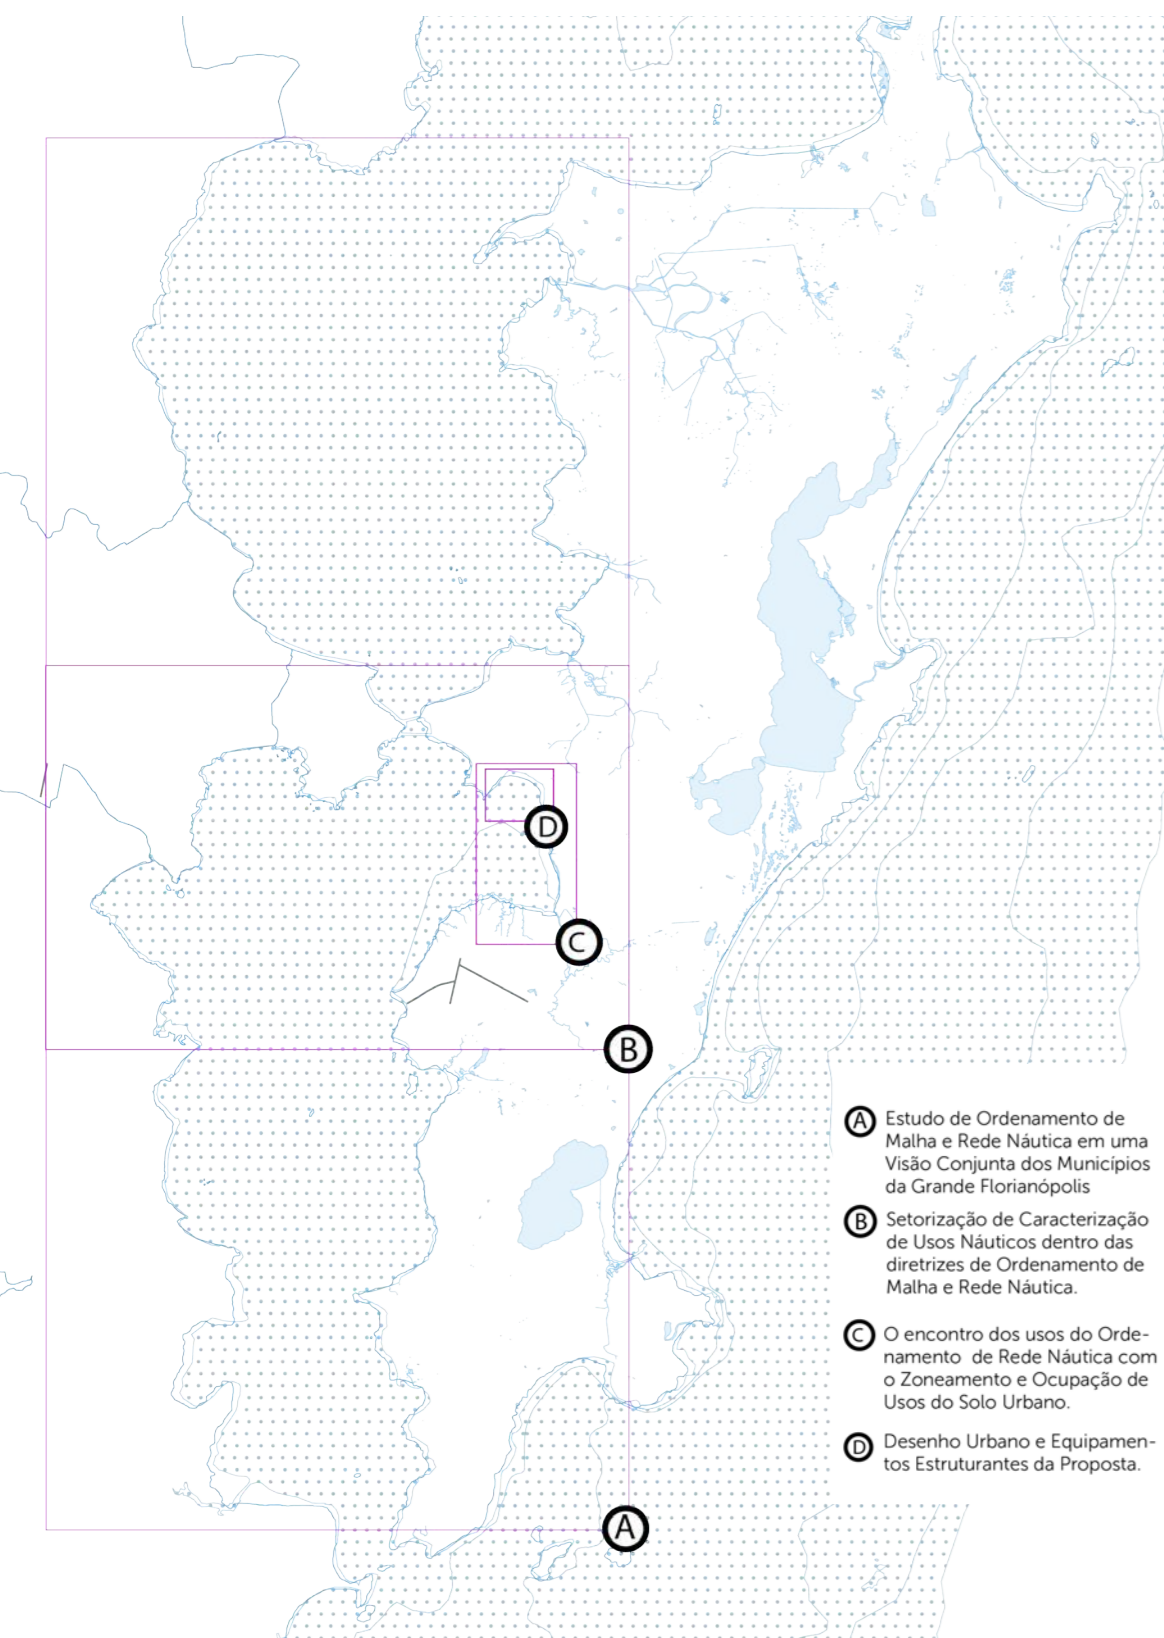 D
C
B
A
A Estudo de Ordenamento de
Malha e Rede Náutica em uma
Visão Conjunta dos Municípios
da Grande Florianópolis
B Setorização de Caracterização
de Usos Náuticos dentro das
diretrizes de Ordenamento de
Malha e Rede Náutica.
C O encontro dos usos do Orde-
namento de Rede Náutica com
o Zoneamento e Ocupação de
Usos do Solo Urbano.
D Desenho Urbano e Equipamen-
tos Estruturantes da Proposta.